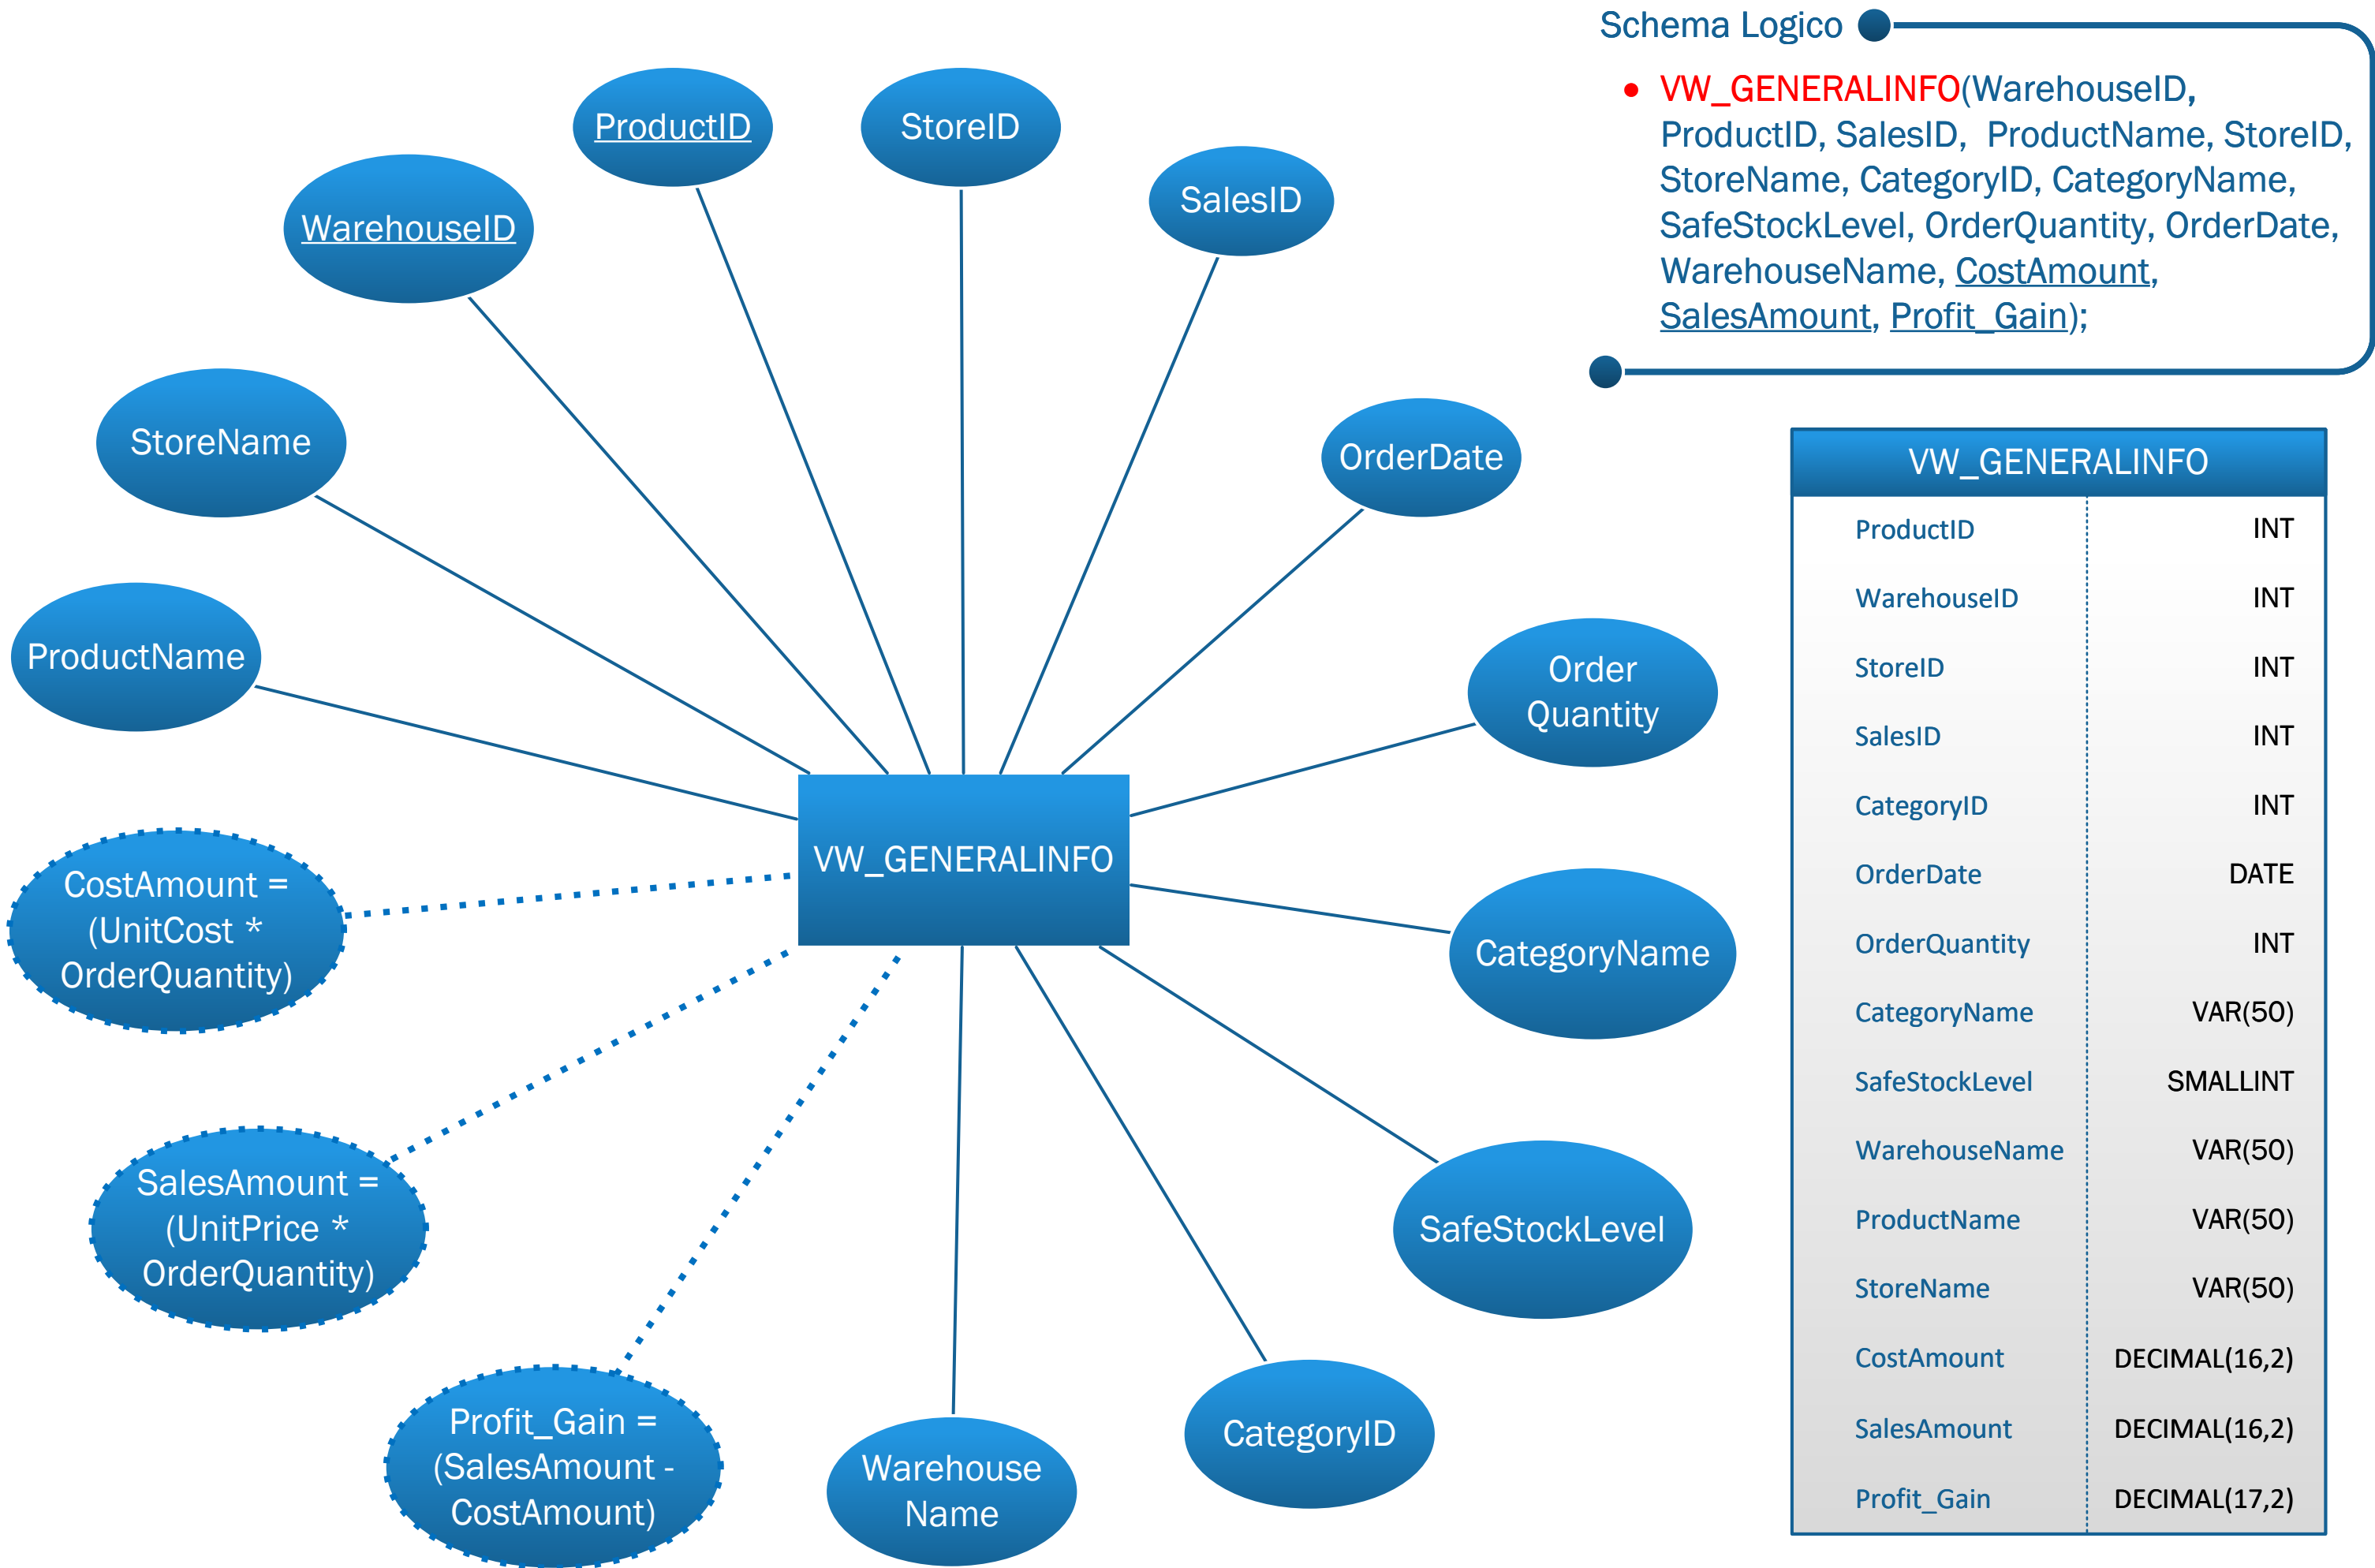 Schema Logico
• VW_GENERALINFO(WarehouseID,
ProductID, SalesID,  ProductName, StoreID,
StoreName, CategoryID, CategoryName,
SafeStockLevel, OrderQuantity, OrderDate,
WarehouseName, CostAmount,
SalesAmount, Profit_Gain);
ProductID
StoreID
SalesID
WarehouseID
StoreName
OrderDate
ProductName
Order
Quantity
VW_GENERALINFO
CostAmount =
(UnitCost *
OrderQuantity)
CategoryName
SalesAmount =
(UnitPrice *
OrderQuantity)
SafeStockLevel
Profit_Gain =
(SalesAmount -
CostAmount)
Warehouse
Name
CategoryID
VW_GENERALINFO
ProductID INT
WarehouseID INT
StoreID INT
SalesID INT
CategoryID INT
OrderDate DATE
OrderQuantity INT
CategoryName VAR(50)
SafeStockLevel SMALLINT
WarehouseName VAR(50)
ProductName VAR(50)
StoreName VAR(50)
CostAmount DECIMAL(16,2)
SalesAmount DECIMAL(16,2)
Profit_Gain DECIMAL(17,2)